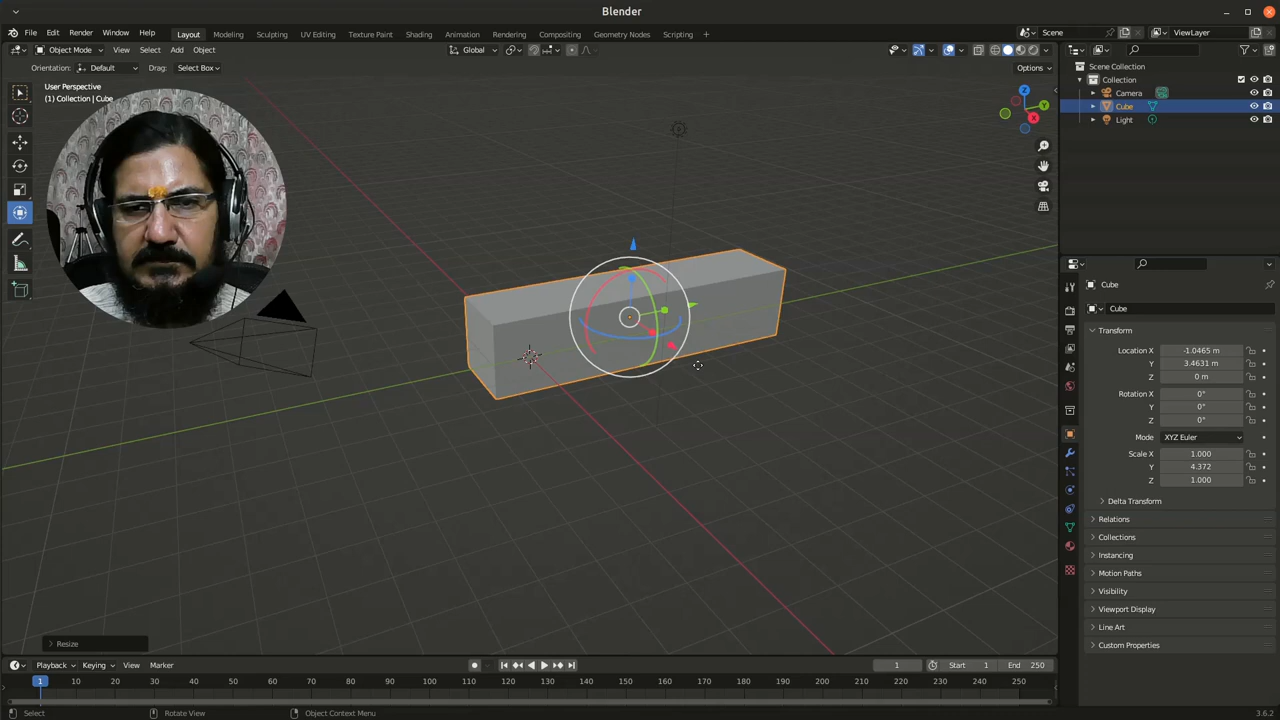 Blender
File Edit Render Window Help Layout Modeling Sculpting UV Editing Texture Paint Shading Animation Rendering Compositing Geometry Nodes Scripting + Scene ViewLayer
Object Mode View Select Add Object Global
Orientation: Default Drag: Select Box Options
User Perspective
(1) Collection | Cube
Z
Y
X
Scene Collection
Collection
Camera
Cube
Light
Cube
Cube
Transform
Location X -1.0465 m
Y 3.4631 m
Z 0 m
Rotation X 0°
Y 0°
Z 0°
Mode XYZ Euler
Scale X 1.000
Y 4.372
Z 1.000
Delta Transform
Relations
Collections
Instancing
Motion Paths
Visibility
Viewport Display
Line Art
Custom Properties
Resize
Playback Keying View Marker 1 Start 1 End 250
1 10 20 30 40 50 60 70 80 90 100 110 120 130 140 150 160 170 180 190 200 210 220 230 240 250
Select Rotate View Object Context Menu 3.6.2